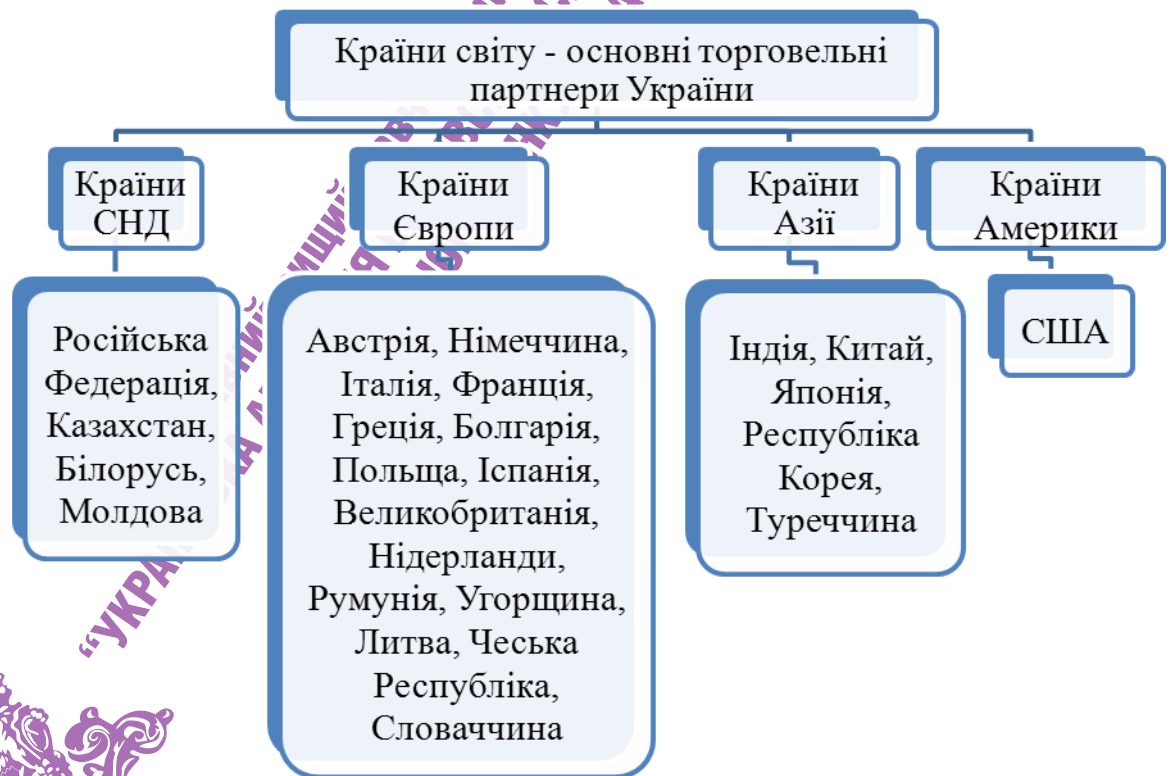 Країни світу - основні торговельні
партнери України
Країни
СНД
Країни
Європи
Країни
Азії
Країни
Америки
Російська
Федерація,
Казахстан,
Білорусь,
Молдова
Австрія, Німеччина,
Італія, Франція,
Греція, Болгарія,
Польща, Іспанія,
Великобританія,
Нідерланди,
Румунія, Угорщина,
Литва, Чеська
Республіка,
Словаччина
Індія, Китай,
Японія,
Республіка
Корея,
Туреччина
США